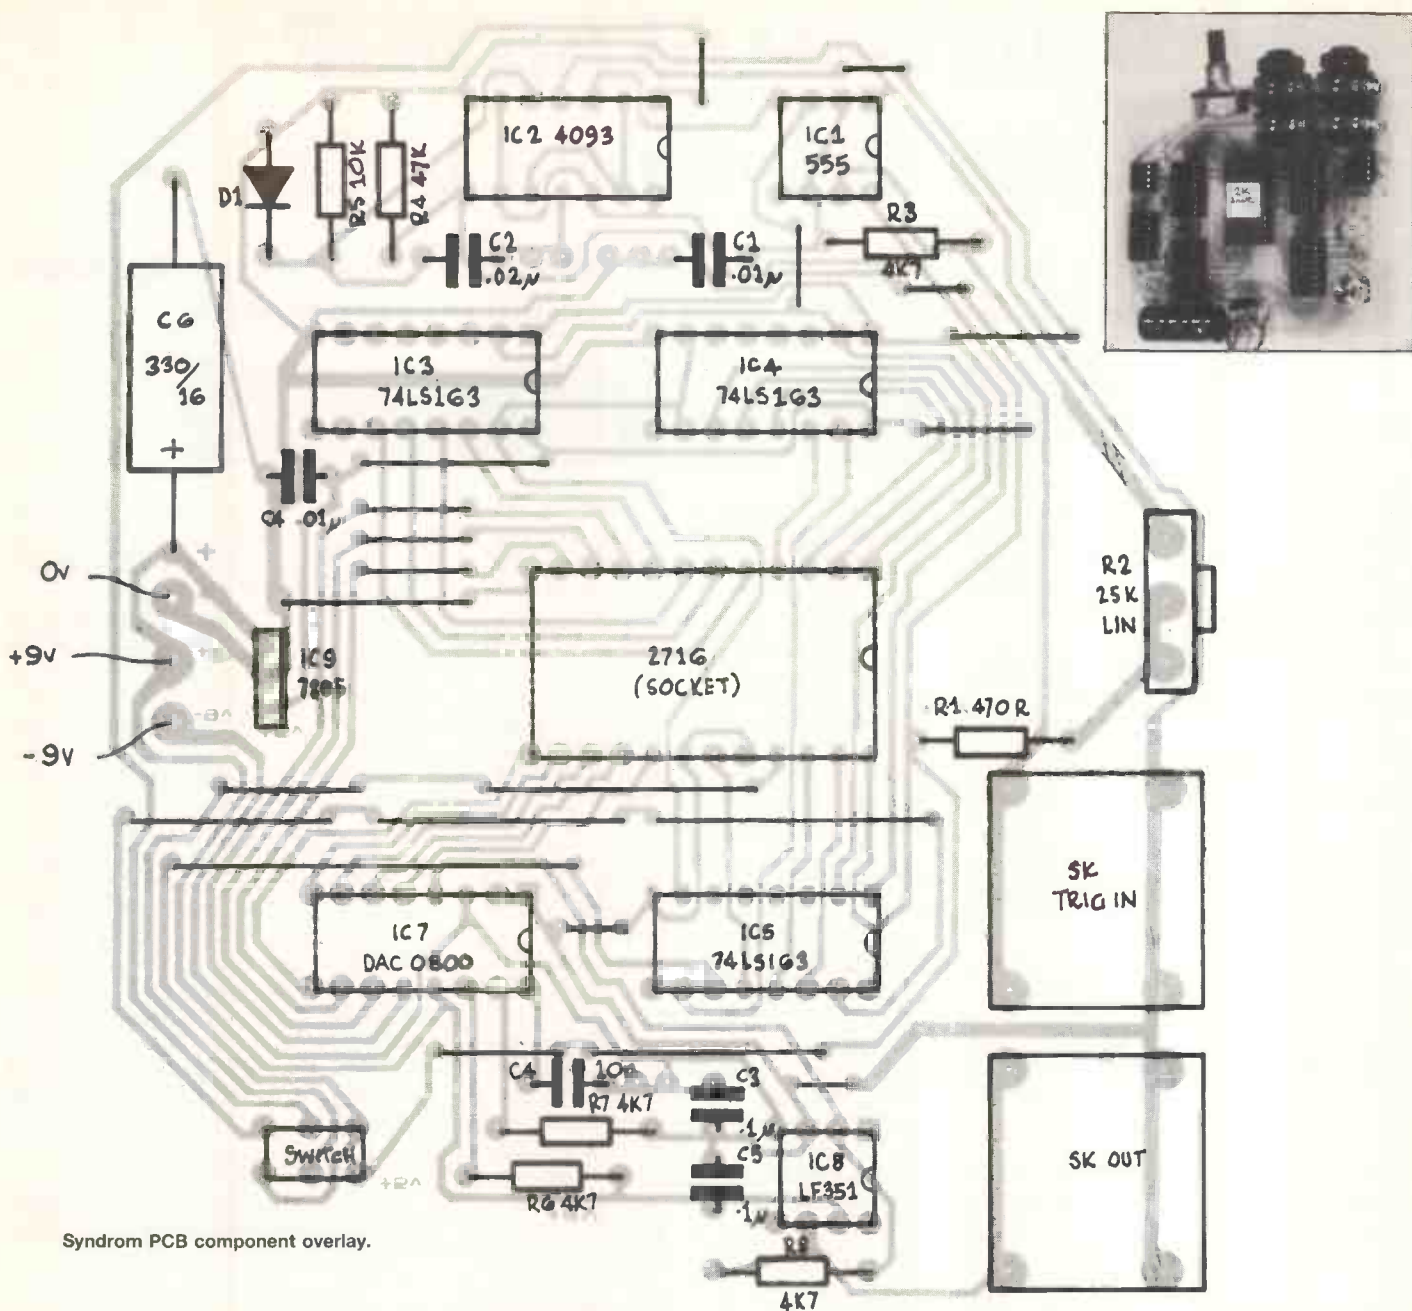 IC2 4093
IC1
555
D1
R5 10K
R4 47K
R3
4K7
C2
.02μ
C1
.01μ
2K
C6
330/
16
+
IC3
74LS163
IC4
74LS163
C4 .01μ
+
0v
+9v
-9v
IC9
7805
2716
(SOCKET)
R2
25K
LIN
R1 470R
SK
TRIG IN
IC7
DAC 0800
IC5
74LS163
C4
10n
R7 4K7
C3
.1μ
C5
.1μ
IC8
LF351
SWITCH
R6 4K7
SK OUT
R8
4K7
Syndrom PCB component overlay.